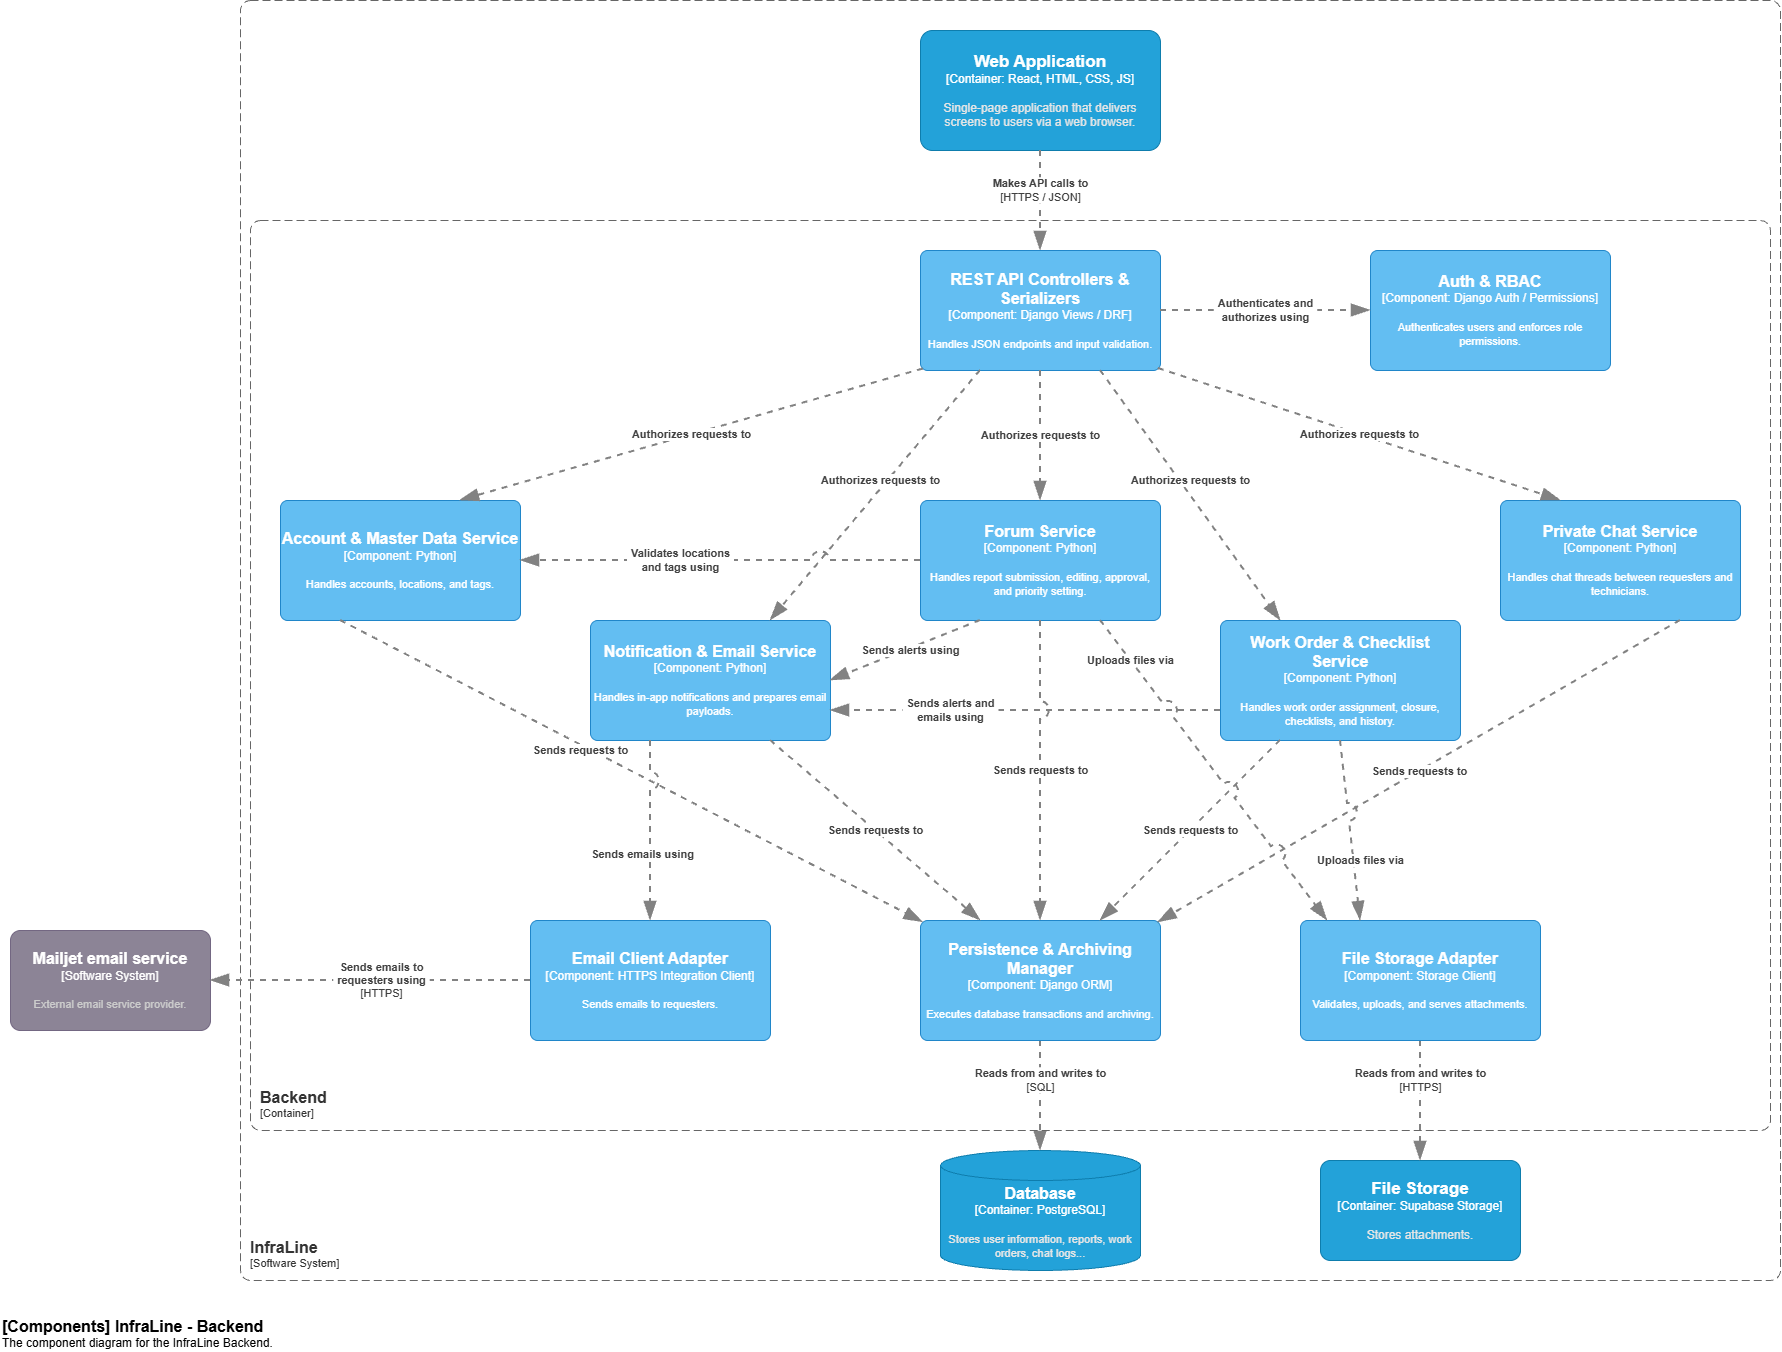 Web Application
[Container: React, HTML, CSS, JS]
Single-page application that delivers
screens to users via a web browser.
Makes API calls to
[HTTPS / JSON]
REST API Controllers &
Serializers
[Component: Django Views / DRF]
Handles JSON endpoints and input validation.
Authenticates and
authorizes using
Auth & RBAC
[Component: Django Auth / Permissions]
Authenticates users and enforces role
permissions.
Authorizes requests to
Authorizes requests to
Authorizes requests to
Authorizes requests to
Authorizes requests to
Account & Master Data Service
[Component: Python]
Handles accounts, locations, and tags.
Validates locations
and tags using
Forum Service
[Component: Python]
Handles report submission, editing, approval,
and priority setting.
Private Chat Service
[Component: Python]
Handles chat threads between requesters and
technicians.
Notification & Email Service
[Component: Python]
Handles in-app notifications and prepares email
payloads.
Sends alerts using
Uploads files via
Work Order & Checklist
Service
[Component: Python]
Handles work order assignment, closure,
checklists, and history.
Sends alerts and
emails using
Sends requests to
Sends requests to
Sends requests to
Sends requests to
Sends requests to
Sends emails using
Uploads files via
Mailjet email service
[Software System]
External email service provider.
Sends emails to
requesters using
[HTTPS]
Email Client Adapter
[Component: HTTPS Integration Client]
Sends emails to requesters.
Persistence & Archiving
Manager
[Component: Django ORM]
Executes database transactions and archiving.
File Storage Adapter
[Component: Storage Client]
Validates, uploads, and serves attachments.
Reads from and writes to
[SQL]
Reads from and writes to
[HTTPS]
Backend
[Container]
Database
[Container: PostgreSQL]
Stores user information, reports, work
orders, chat logs...
File Storage
[Container: Supabase Storage]
Stores attachments.
InfraLine
[Software System]
[Components] InfraLine - Backend
The component diagram for the InfraLine Backend.